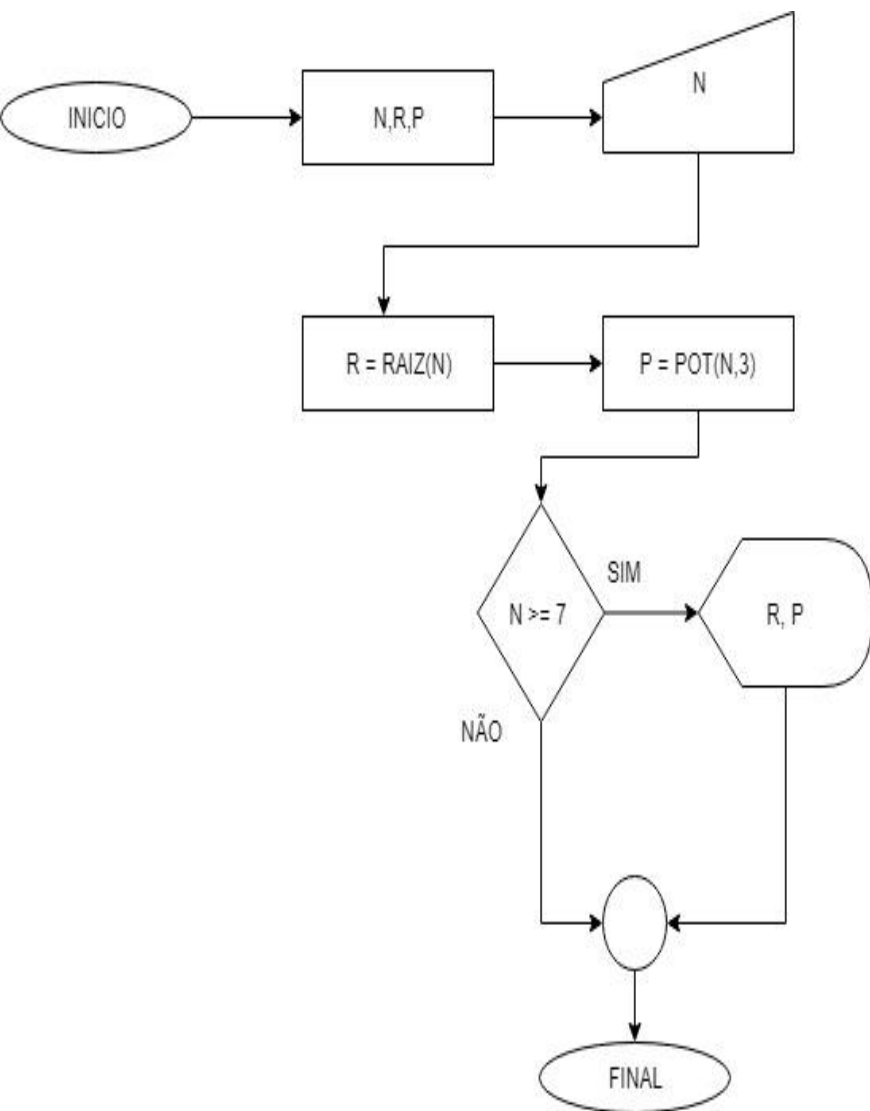 INICIO
N,R,P
N
R = RAIZ(N)
P = POT(N,3)
N >= 7
SIM
R, P
NÃO
FINAL